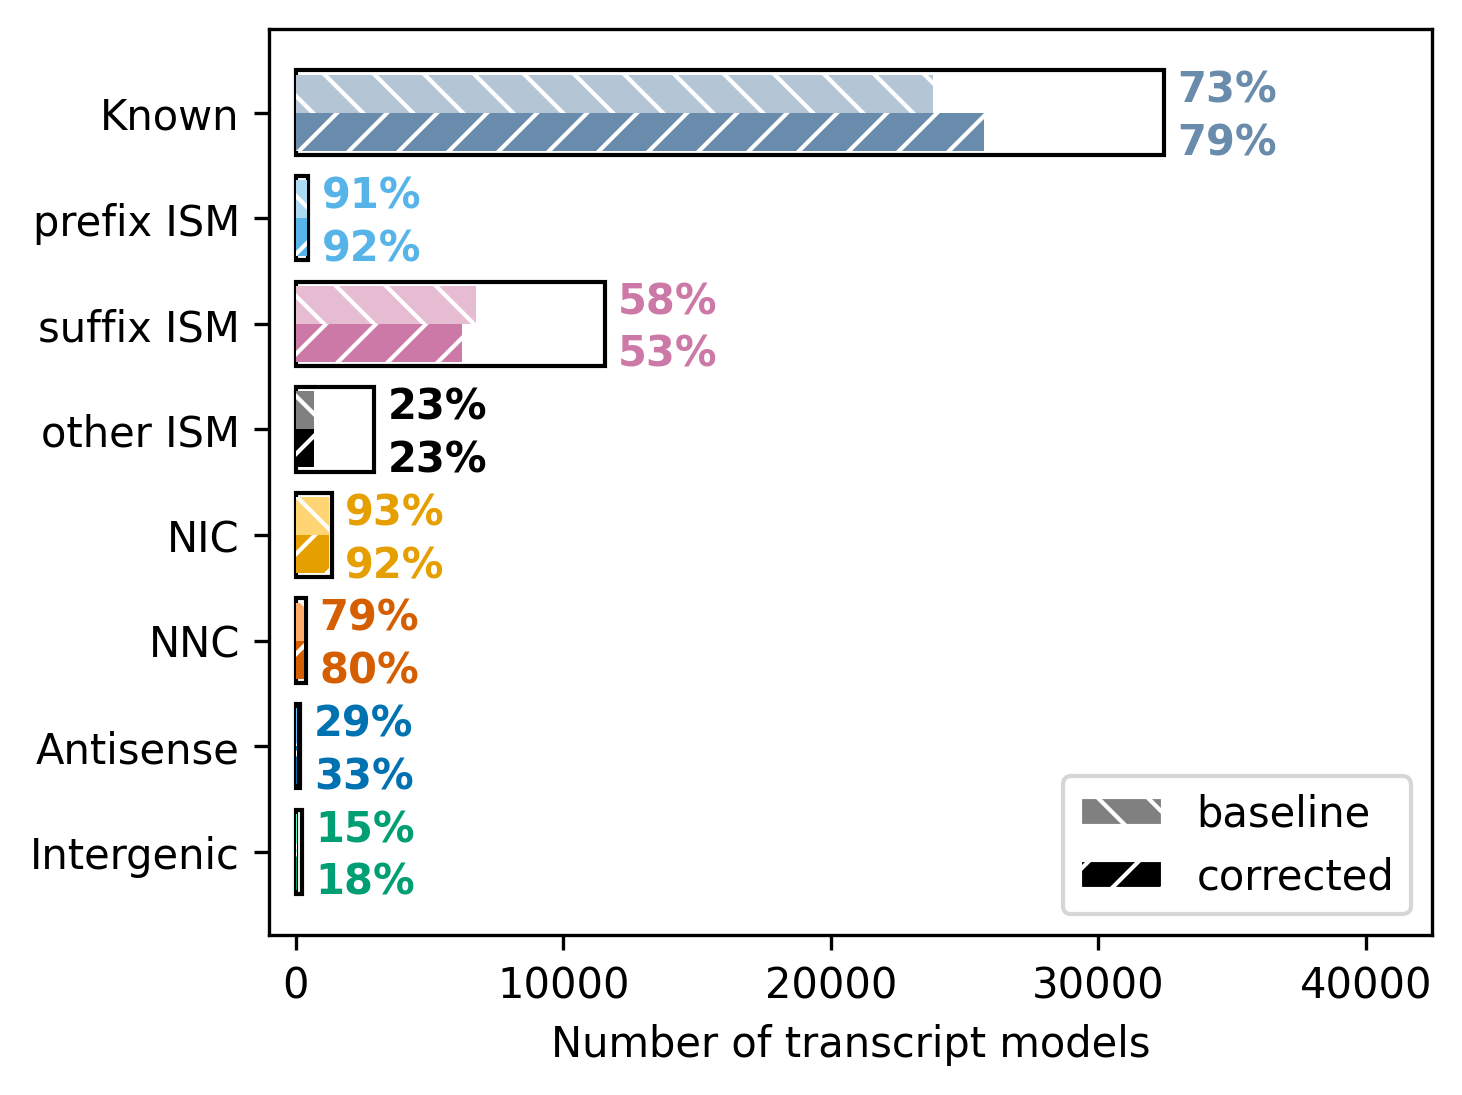 Known
73%
79%
prefix ISM
91%
92%
suffix ISM
58%
53%
other ISM
23%
23%
NIC
93%
92%
NNC
79%
80%
Antisense
29%
33%
Intergenic
15%
18%
baseline
corrected
0 10000 20000 30000 40000
Number of transcript models